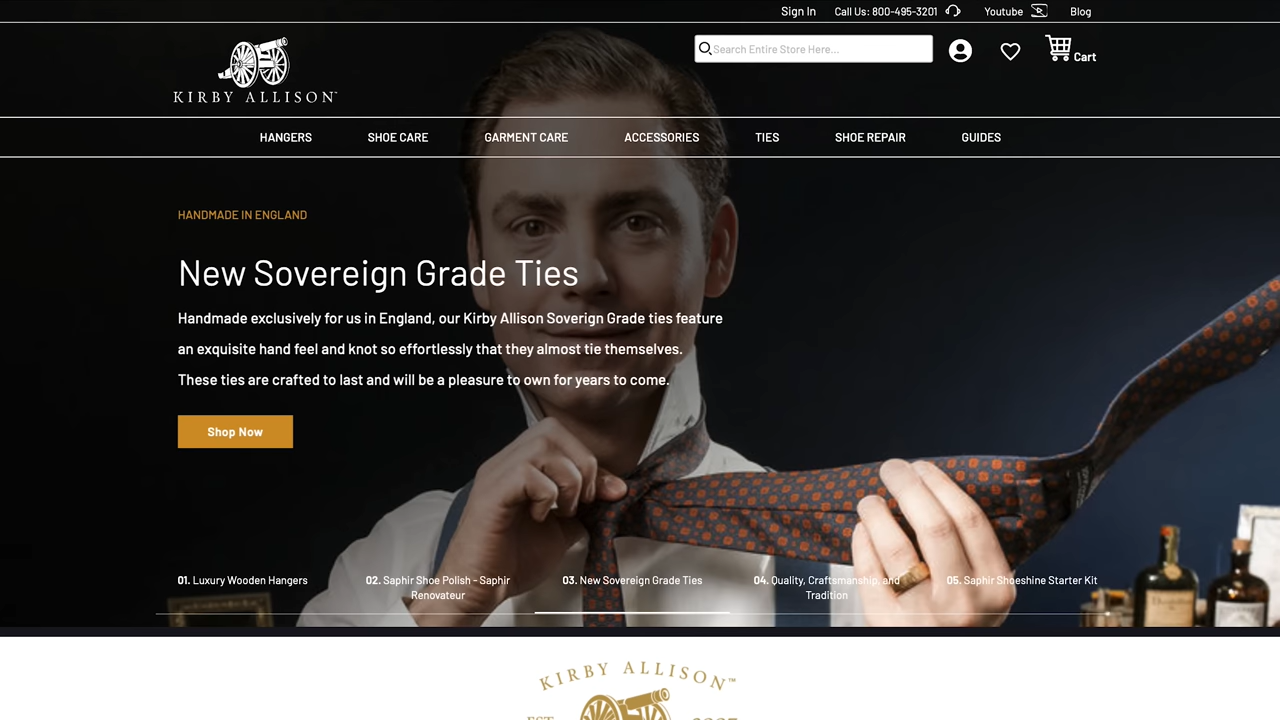 Sign In
Call Us: 800-495-3201
Youtube
Blog
Search Entire Store Here...
Cart
KIRBY ALLISON™
HANGERS
SHOE CARE
GARMENT CARE
ACCESSORIES
TIES
SHOE REPAIR
GUIDES
HANDMADE IN ENGLAND
New Sovereign Grade Ties
Handmade exclusively for us in England, our Kirby Allison Soverign Grade ties feature
an exquisite hand feel and knot so effortlessly that they almost tie themselves.
These ties are crafted to last and will be a pleasure to own for years to come.
Shop Now
01. Luxury Wooden Hangers
02. Saphir Shoe Polish - Saphir
Renovateur
03. New Sovereign Grade Ties
04. Quality, Craftsmanship, and
Tradition
05. Saphir Shoeshine Starter Kit
KIRBY ALLISON™